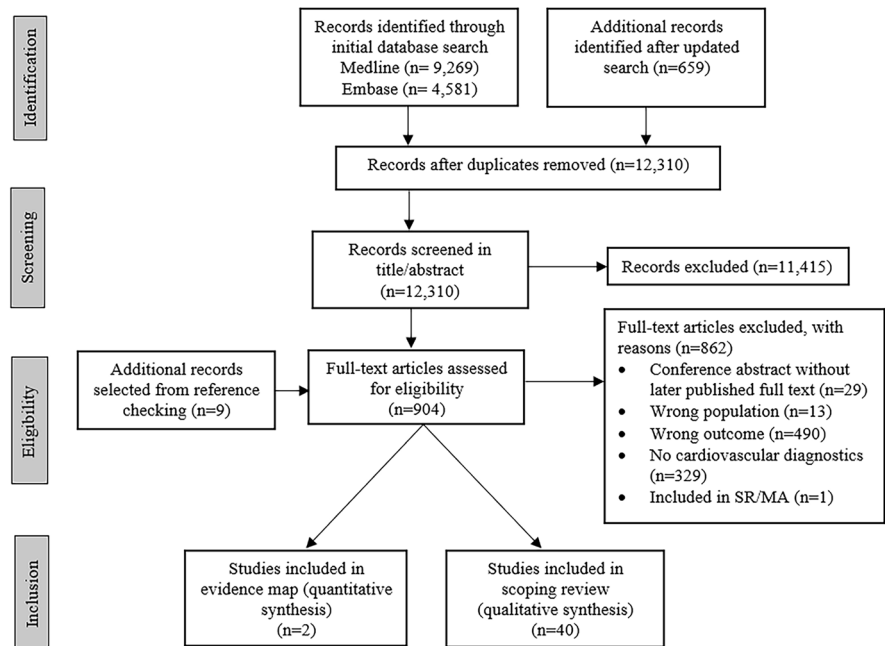 Identification
Records identified through
initial database search
Medline (n= 9,269)
Embase (n= 4,581)
Additional records
identified after updated
search (n=659)
Records after duplicates removed (n=12,310)
Screening
Records screened in
title/abstract
(n=12,310)
Records excluded (n=11,415)
Eligibility
Additional records
selected from reference
checking (n=9)
Full-text articles assessed
for eligibility
(n=904)
Full-text articles excluded, with
reasons (n=862)
• Conference abstract without
later published full text (n=29)
• Wrong population (n=13)
• Wrong outcome (n=490)
• No cardiovascular diagnostics
(n=329)
• Included in SR/MA (n=1)
Inclusion
Studies included in
evidence map (quantitative
synthesis)
(n=2)
Studies included in
scoping review
(qualitative synthesis)
(n=40)